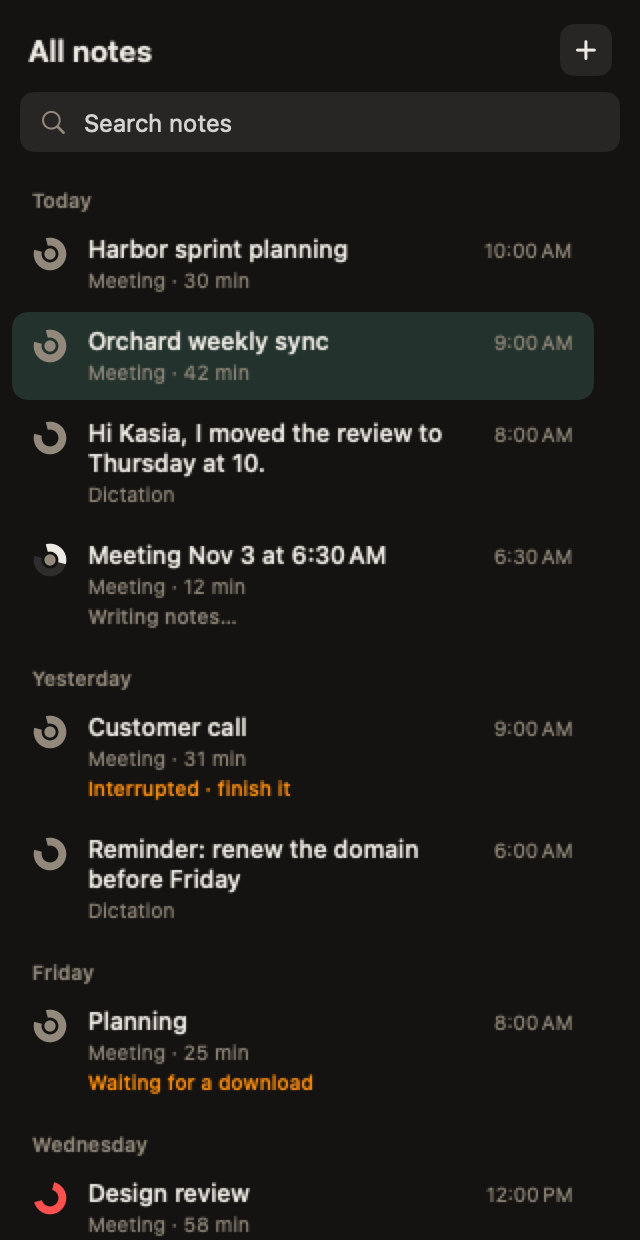 All notes
Search notes
Today
Harbor sprint planning
10:00 AM
Meeting · 30 min
Orchard weekly sync
9:00 AM
Meeting · 42 min
Hi Kasia, I moved the review to
8:00 AM
Thursday at 10.
Dictation
Meeting Nov 3 at 6:30 AM
6:30 AM
Meeting · 12 min
Writing notes...
Yesterday
Customer call
9:00 AM
Meeting · 31 min
Interrupted · finish it
Reminder: renew the domain
6:00 AM
before Friday
Dictation
Friday
Planning
8:00 AM
Meeting · 25 min
Waiting for a download
Wednesday
Design review
12:00 PM
Meeting · 58 min